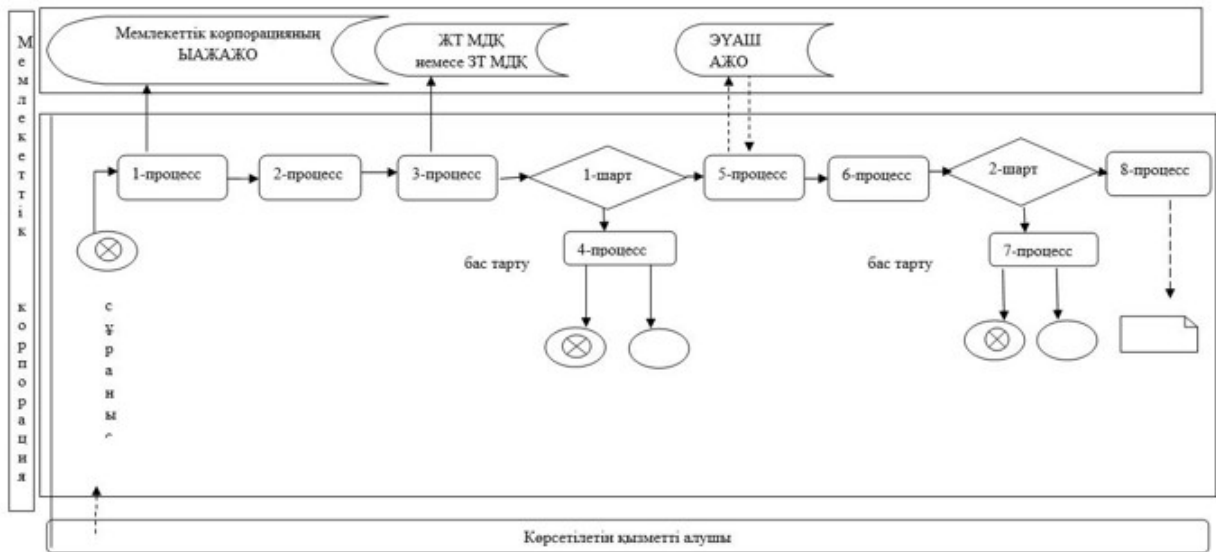 Мемлекеттік корпорация
Мемлекеттік корпорацияның
ЫАЖАЖО
ЖТ МДҚ
немесе ЗТ МДҚ
ЭҮАШ
АЖО
1-процесс
2-процесс
3-процесс
1-шарт
5-процесс
6-процесс
2-шарт
8-процесс
4-процесс
7-процесс
бас тарту
бас тарту
сұраныс
Көрсетілетін қызметті алушы